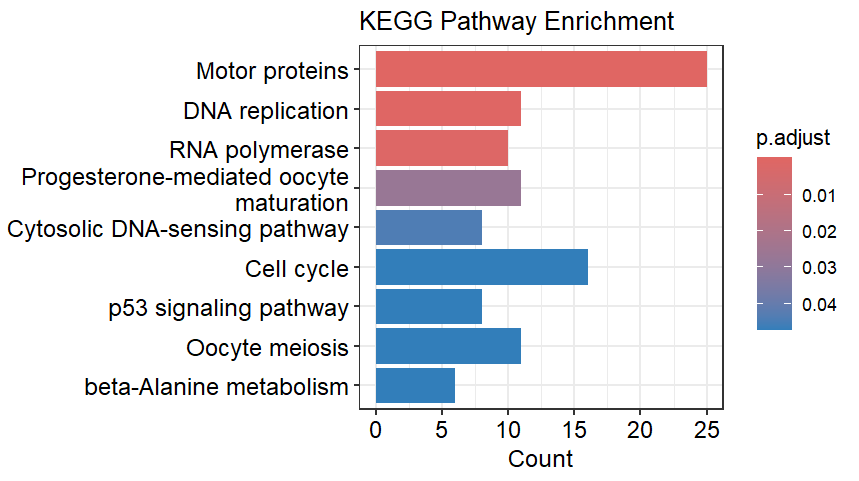 KEGG Pathway Enrichment
Motor proteins
DNA replication
RNA polymerase
Progesterone-mediated oocyte
maturation
Cytosolic DNA-sensing pathway
Cell cycle
p53 signaling pathway
Oocyte meiosis
beta-Alanine metabolism
0 5 10 15 20 25
Count
p.adjust
0.01
0.02
0.03
0.04